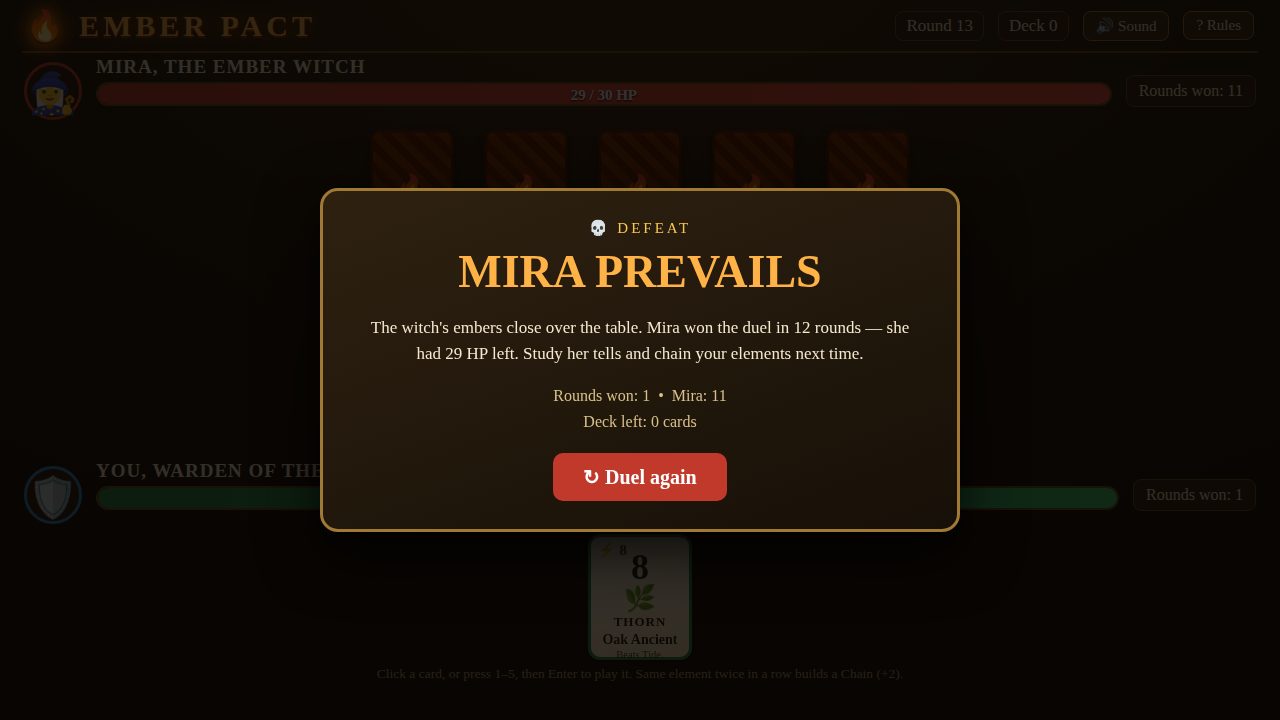 EMBER PACT
Round 13
Deck 0
Sound
? Rules
MIRA, THE EMBER WITCH
29 / 30 HP
Rounds won: 11
DEFEAT
MIRA PREVAILS
The witch's embers close over the table. Mira won the duel in 12 rounds — she
had 29 HP left. Study her tells and chain your elements next time.
Rounds won: 1 • Mira: 11
Deck left: 0 cards
↻ Duel again
YOU, WARDEN OF THE
Rounds won: 1
8
8
THORN
Oak Ancient
Beats Tide
Click a card, or press 1–5, then Enter to play it. Same element twice in a row builds a Chain (+2).